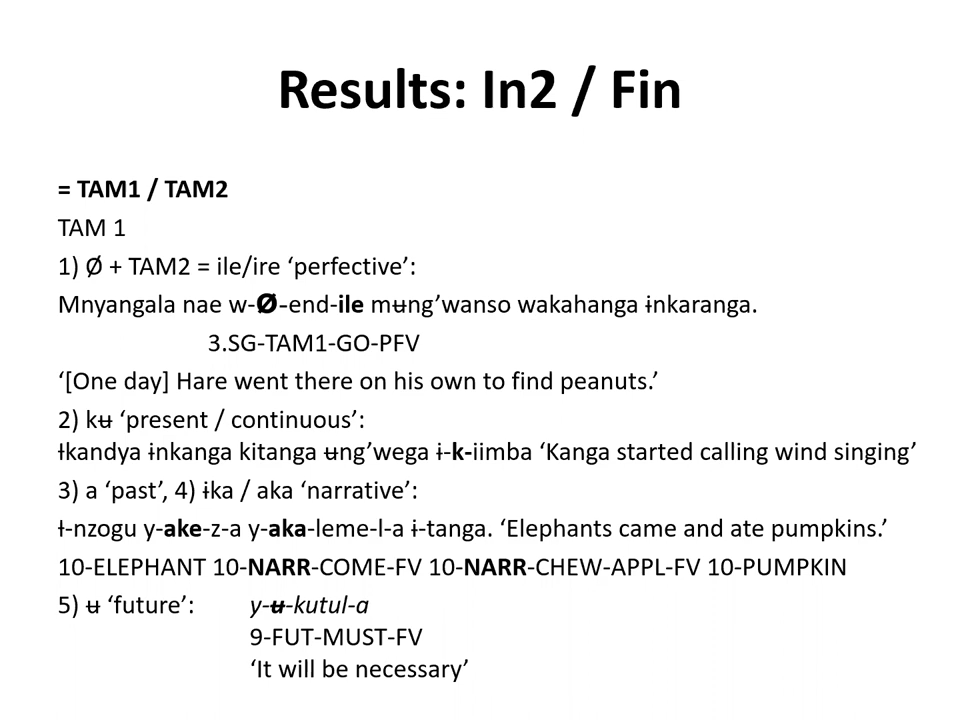 Results: In2 / Fin
= TAM1 / TAM2
TAM 1
1) Ø + TAM2 = ile/ire ‘perfective’:
Mnyangala nae w-Ø-end-ile mʉng’wanso wakahanga ɨnkaranga.
3.SG-TAM1-GO-PFV
‘[One day] Hare went there on his own to find peanuts.’
2) kʉ ‘present / continuous’:
Ɨkandya ɨnkanga kitanga ʉng’wega ɨ-k-iimba ‘Kanga started calling wind singing’
3) a ‘past’, 4) ɨka / aka ‘narrative’:
Ɨ-nzogu y-ake-z-a y-aka-leme-l-a ɨ-tanga. ‘Elephants came and ate pumpkins.’
10-ELEPHANT 10-NARR-COME-FV 10-NARR-CHEW-APPL-FV 10-PUMPKIN
5) ʉ ‘future’: y-ʉ-kutul-a
9-FUT-MUST-FV
‘It will be necessary’